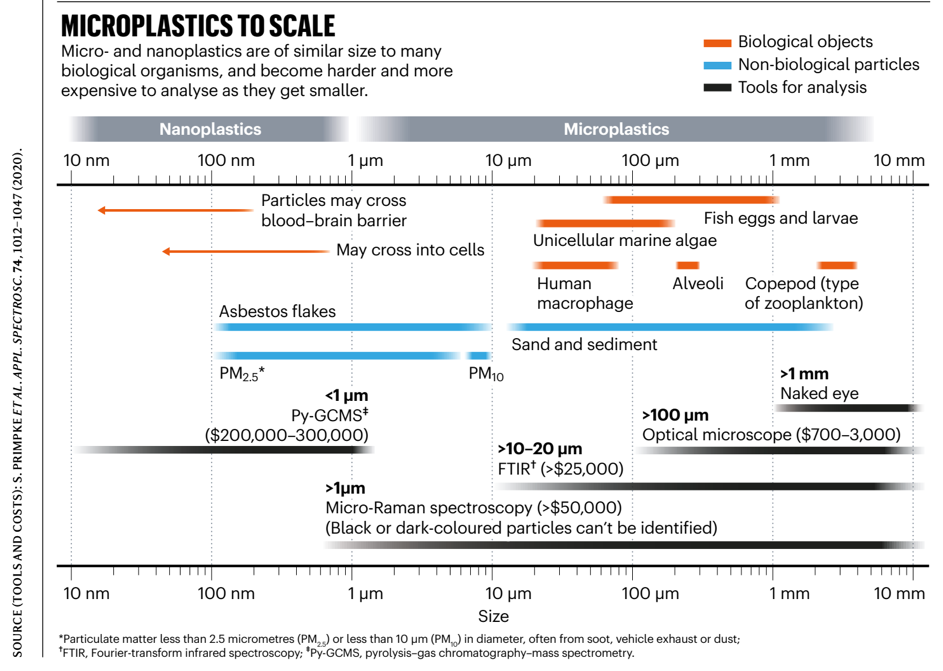 MICROPLASTICS TO SCALE
Micro- and nanoplastics are of similar size to many
biological organisms, and become harder and more
expensive to analyse as they get smaller.
Biological objects
Non-biological particles
Tools for analysis
Nanoplastics
Microplastics
10 nm 100 nm 1 µm 10 µm 100 µm 1 mm 10 mm
Particles may cross
blood–brain barrier
May cross into cells
Fish eggs and larvae
Unicellular marine algae
Human
macrophage
Alveoli
Copepod (type
of zooplankton)
Asbestos flakes
Sand and sediment
PM2.5*
PM10
>1 mm
Naked eye
<1 µm
Py-GCMS‡
($200,000–300,000)
>100 µm
Optical microscope ($700–3,000)
>10–20 µm
FTIR† (>$25,000)
>1µm
Micro-Raman spectroscopy (>$50,000)
(Black or dark-coloured particles can't be identified)
10 nm 100 nm 1 µm 10 µm 100 µm 1 mm 10 mm
Size
*Particulate matter less than 2.5 micrometres (PM2.5) or less than 10 µm (PM10) in diameter, often from soot, vehicle exhaust or dust;
†FTIR, Fourier-transform infrared spectroscopy; ‡Py-GCMS, pyrolysis–gas chromatography–mass spectrometry.
SOURCE (TOOLS AND COSTS): S. PRIMPKE ET AL. APPL. SPECTROSC. 74, 1012–1047 (2020).